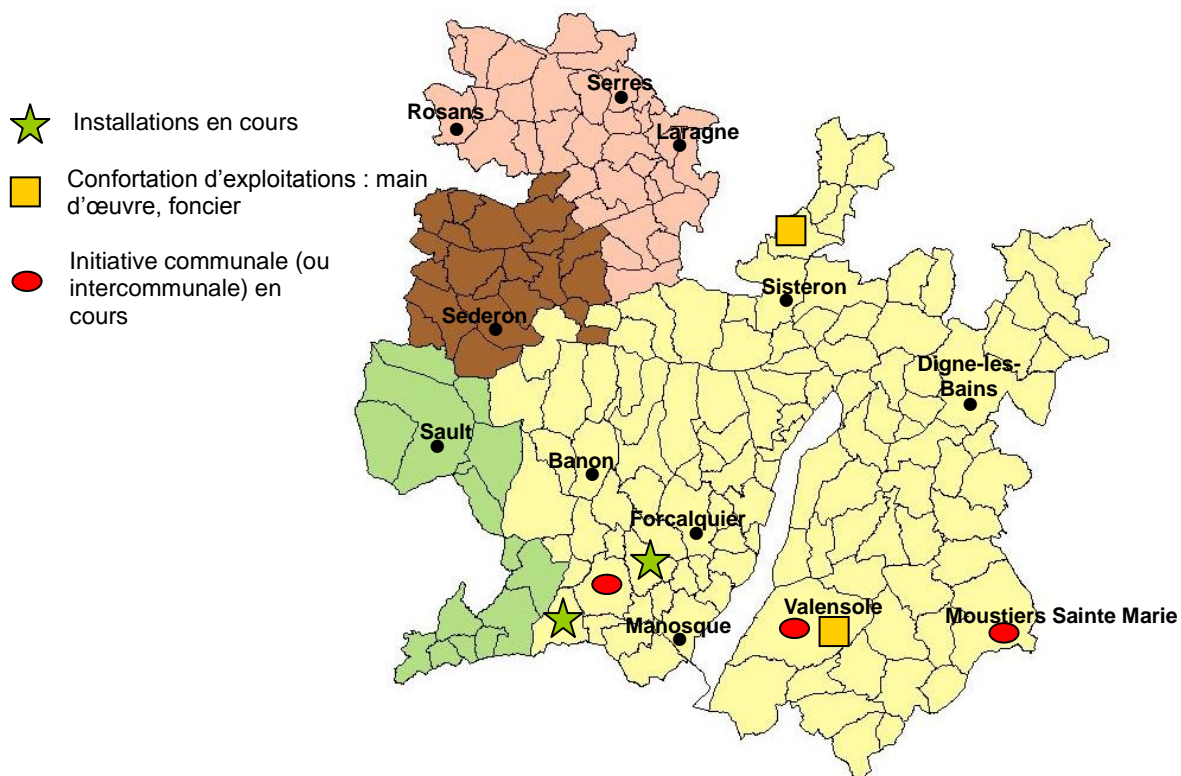 Installations en cours
Confortation d'exploitations : main
d'œuvre, foncier
Initiative communale (ou
intercommunale) en
cours
Serres
Rosans
Laragne
Sisteron
Séderon
Digne-les-
Bains
Sault
Banon
Forcalquier
Valensole
Moustiers Sainte Marie
Manosque